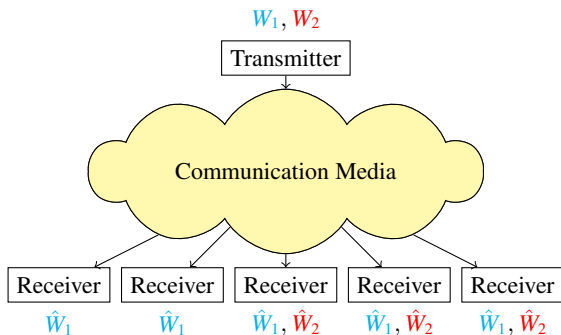 W₁, W₂
Transmitter
Communication Media
Receiver Receiver Receiver Receiver Receiver
Ŵ₁ Ŵ₁ Ŵ₁, Ŵ₂ Ŵ₁, Ŵ₂ Ŵ₁, Ŵ₂